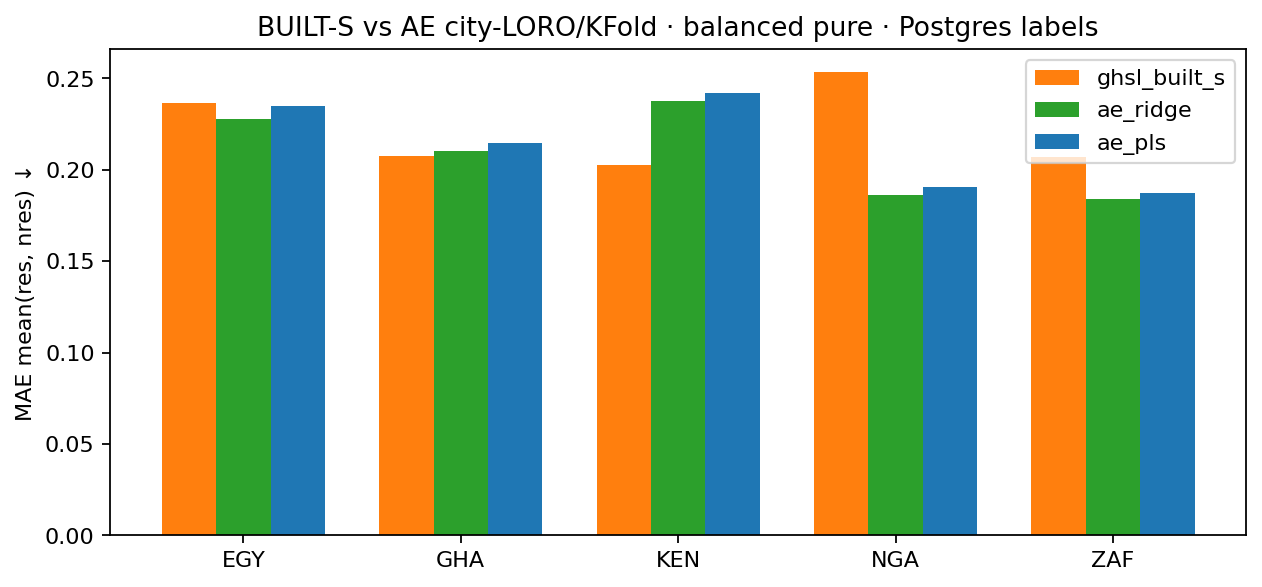 BUILT-S vs AE city-LORO/KFold · balanced pure · Postgres labels
MAE mean(res, nres) ↓
0.25
0.20
0.15
0.10
0.05
0.00
ghsl_built_s
ae_ridge
ae_pls
EGY
GHA
KEN
NGA
ZAF